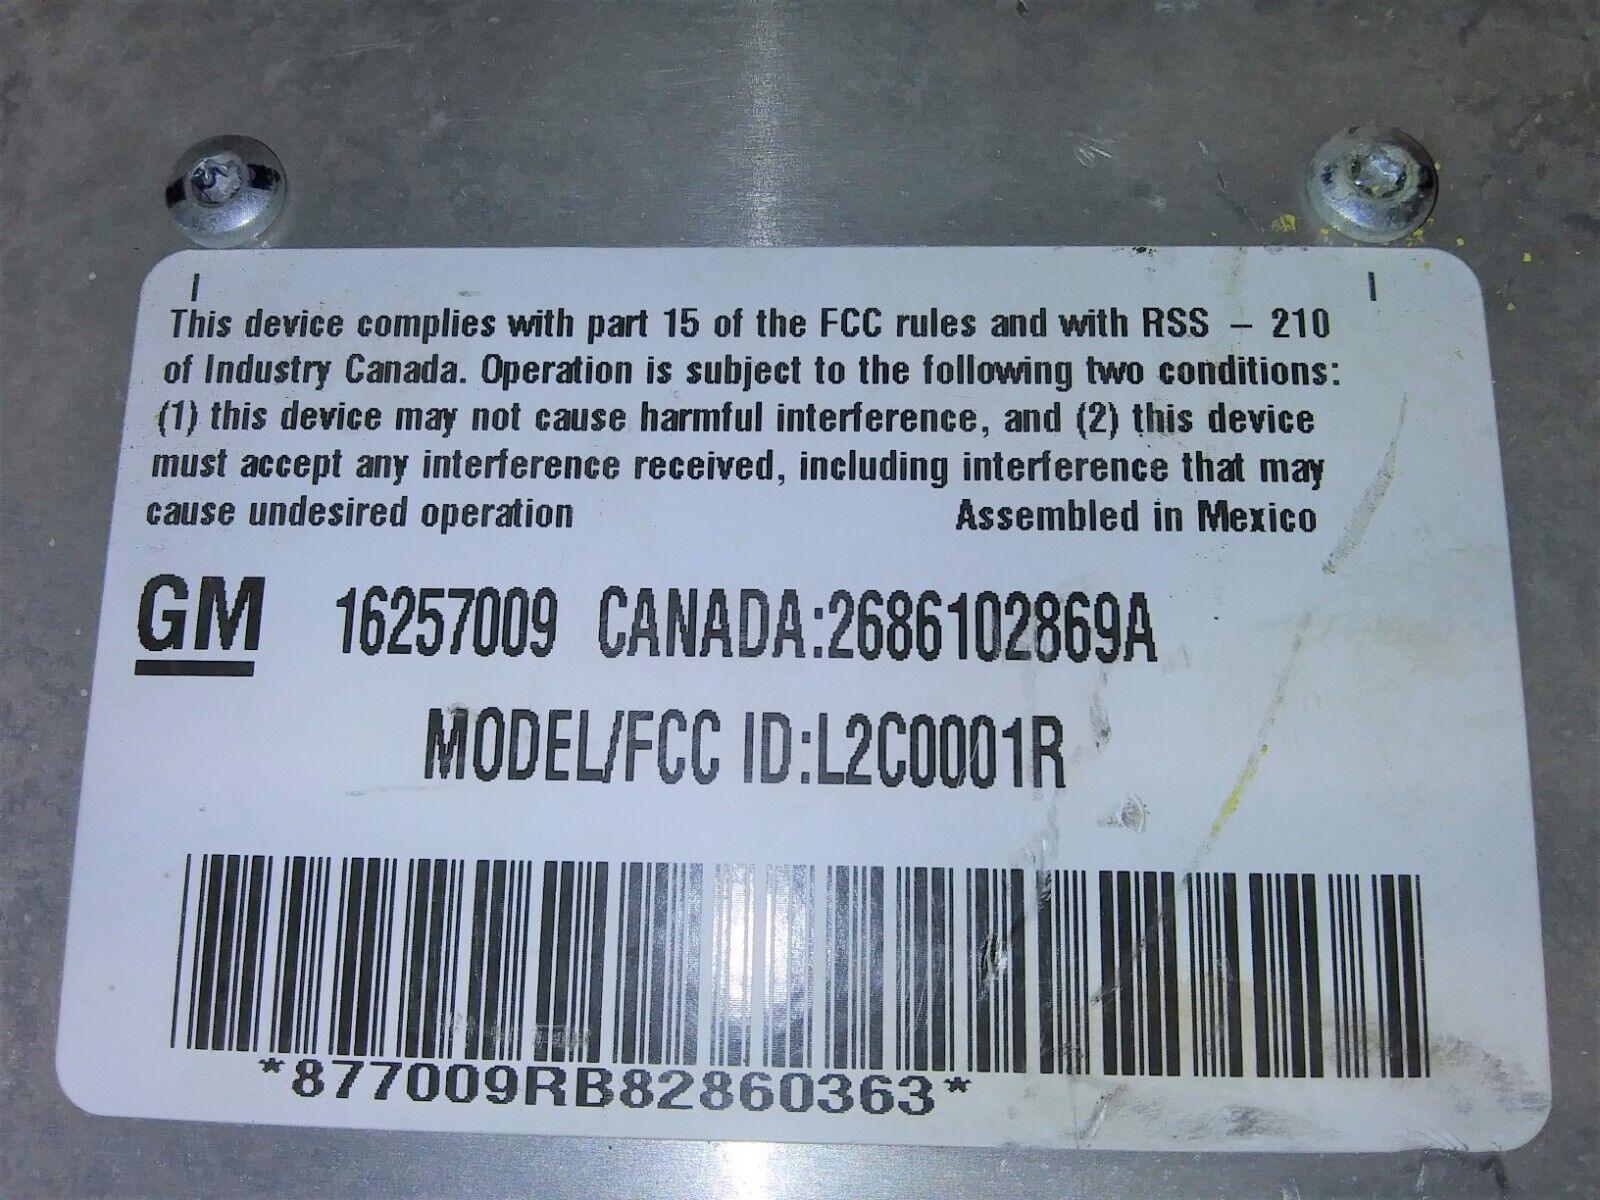 This device complies with part 15 of the FCC rules and with RSS – 210
of Industry Canada. Operation is subject to the following two conditions:
(1) this device may not cause harmful interference, and (2) this device
must accept any interference received, including interference that may
cause undesired operation Assembled in Mexico
GM 16257009 CANADA:2686102869A
MODEL/FCC ID:L2C0001R
*877009RB82860363*